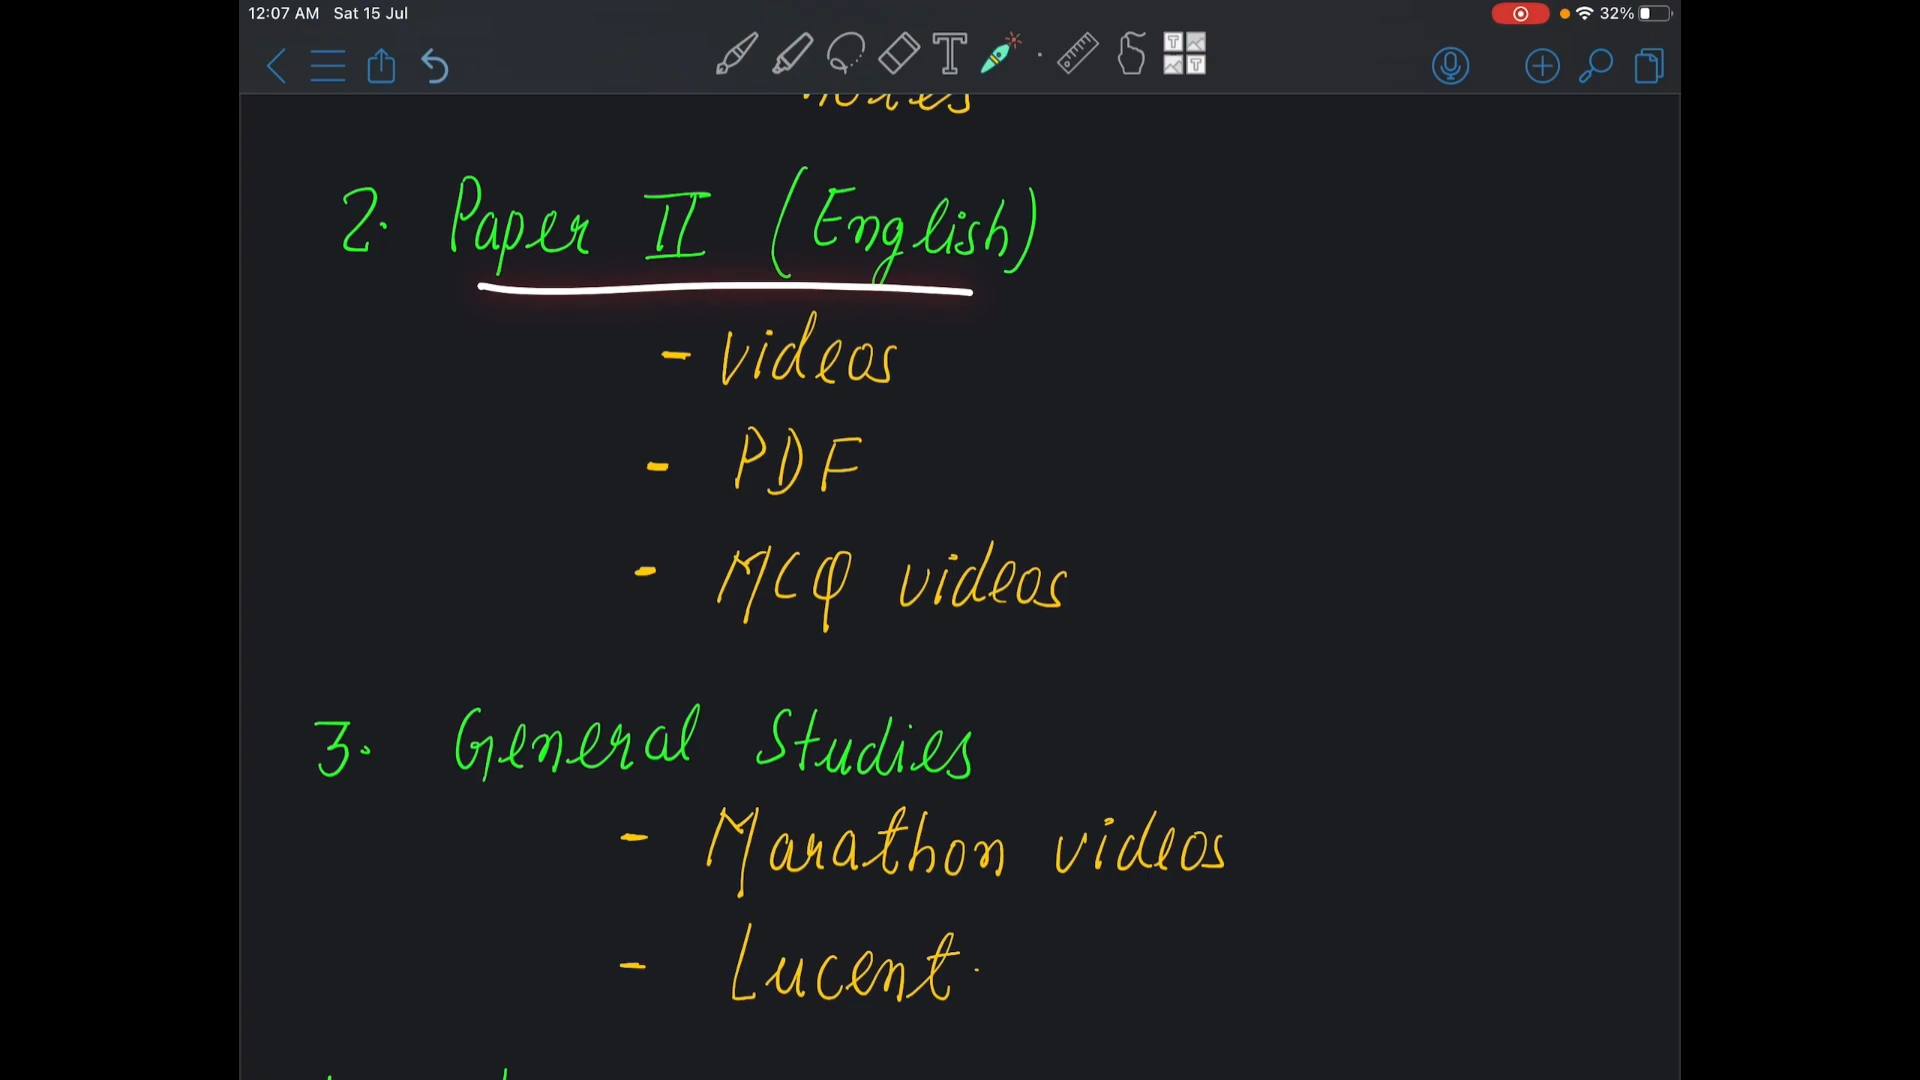 12:07 AM Sat 15 Jul 32%
notes
2. Paper II (English)
- videos
- PDF
- MCQ videos
3. General Studies
- Marathon videos
- Lucent